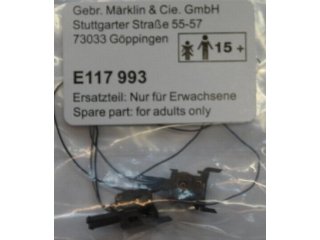 Gebr. Märklin & Cie. GmbH
Stuttgarter Straße 55-57
73033 Göppingen
15 +
E117 993
Ersatzteil: Nur für Erwachsene
Spare part: for adults only